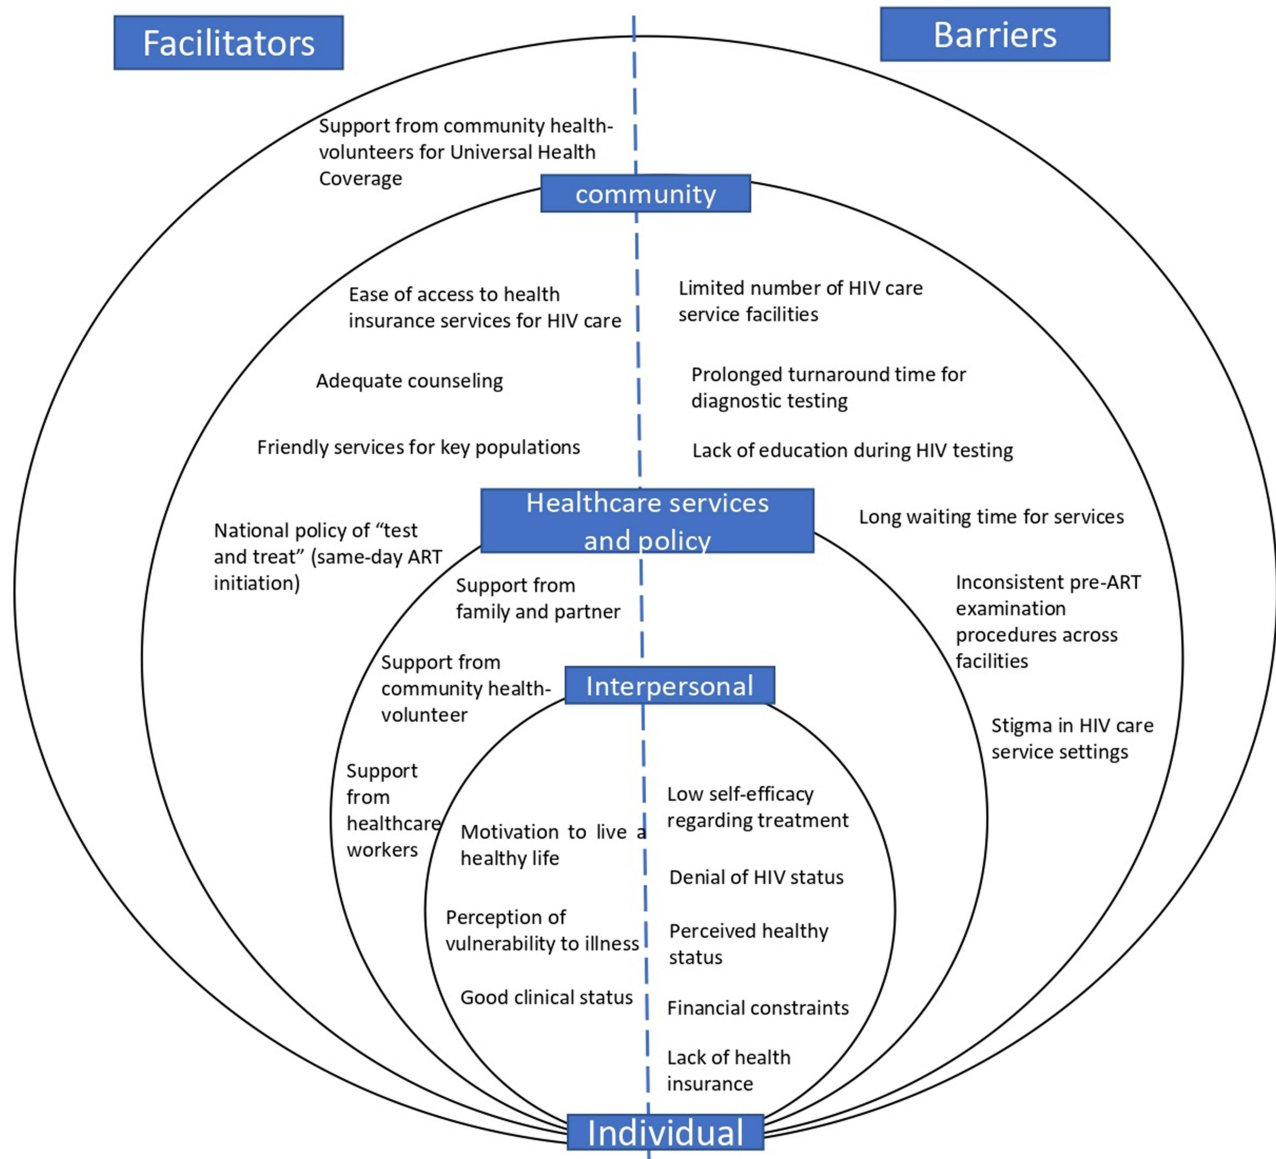 Facilitators
Barriers
Support from community health-
volunteers for Universal Health
Coverage
community
Ease of access to health
insurance services for HIV care
Limited number of HIV care
service facilities
Adequate counseling
Prolonged turnaround time for
diagnostic testing
Friendly services for key populations
Lack of education during HIV testing
Healthcare services
and policy
National policy of “test
and treat” (same-day ART
initiation)
Long waiting time for services
Support from
family and partner
Inconsistent pre-ART
examination
procedures across
facilities
Support from
community health-
volunteer
Interpersonal
Stigma in HIV care
service settings
Support
from
healthcare
workers
Motivation to live a
healthy life
Low self-efficacy
regarding treatment
Denial of HIV status
Perception of
vulnerability to illness
Perceived healthy
status
Good clinical status
Financial constraints
Lack of health
insurance
Individual